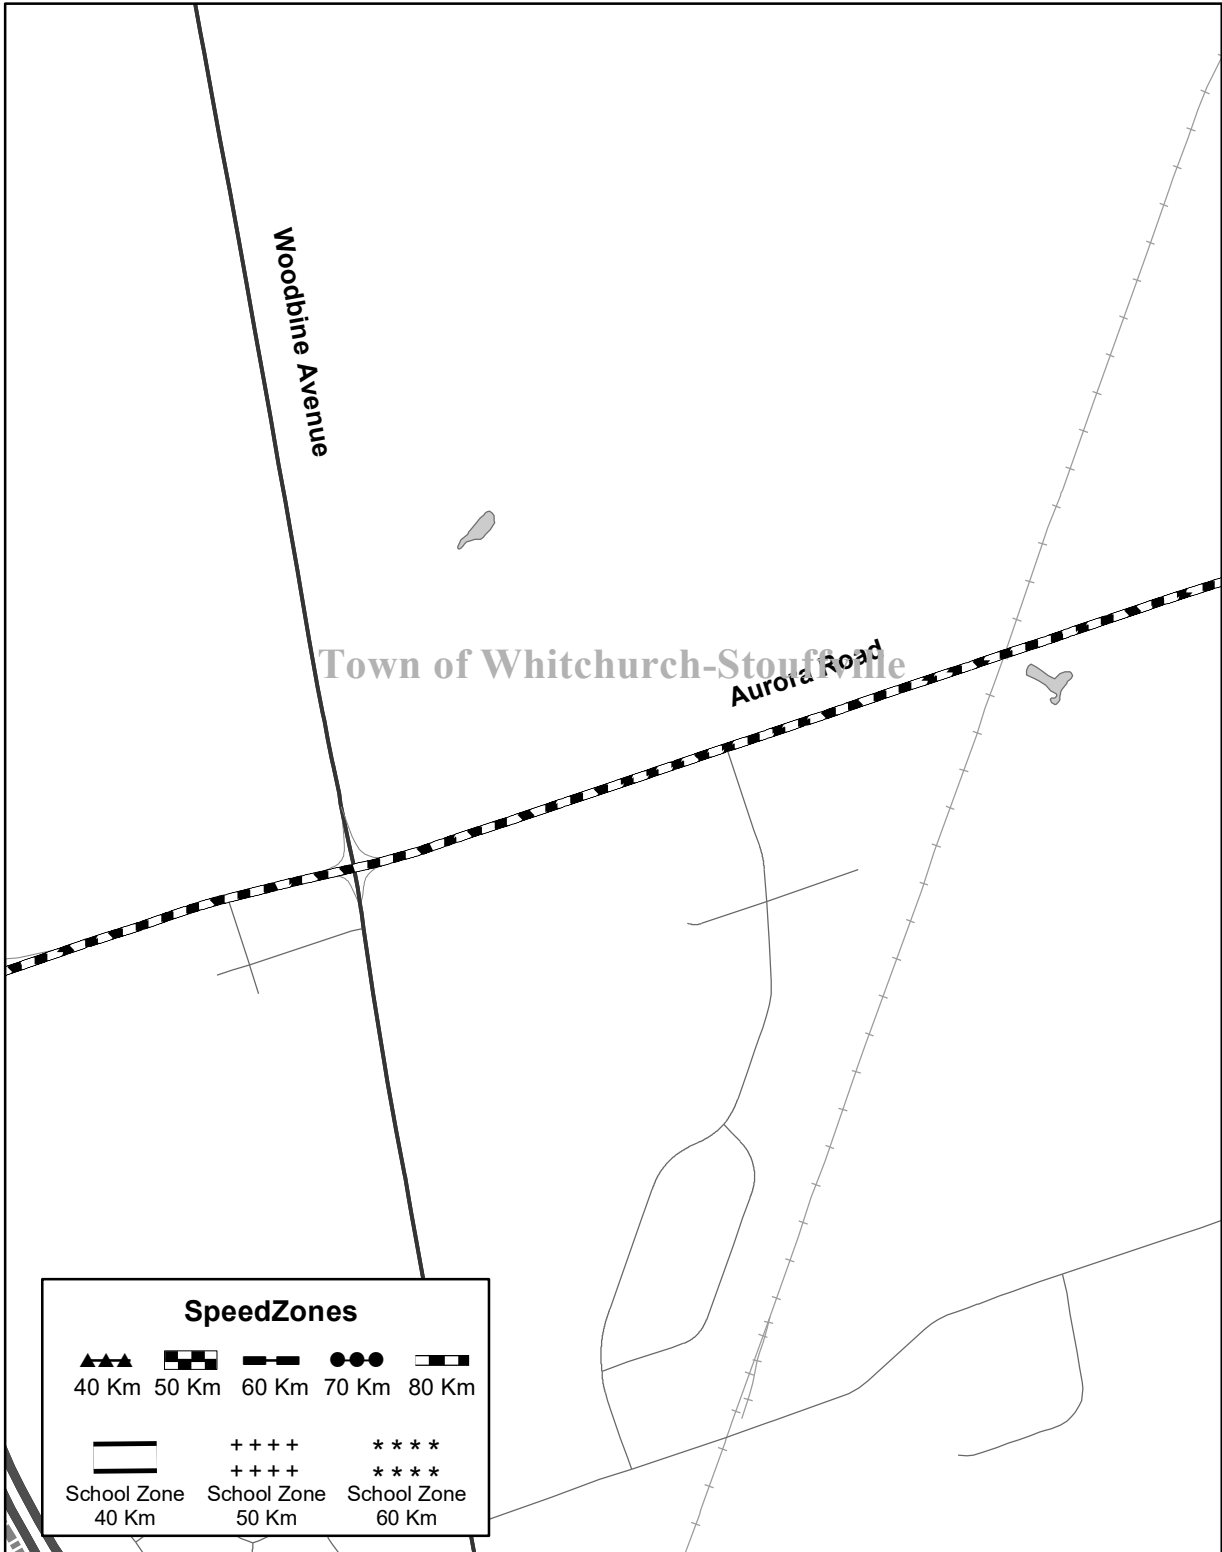 Woodbine Avenue
Town of Whitchurch-Stouffville
Aurora Road
SpeedZones
40 Km 50 Km 60 Km 70 Km 80 Km
School Zone School Zone School Zone
40 Km 50 Km 60 Km